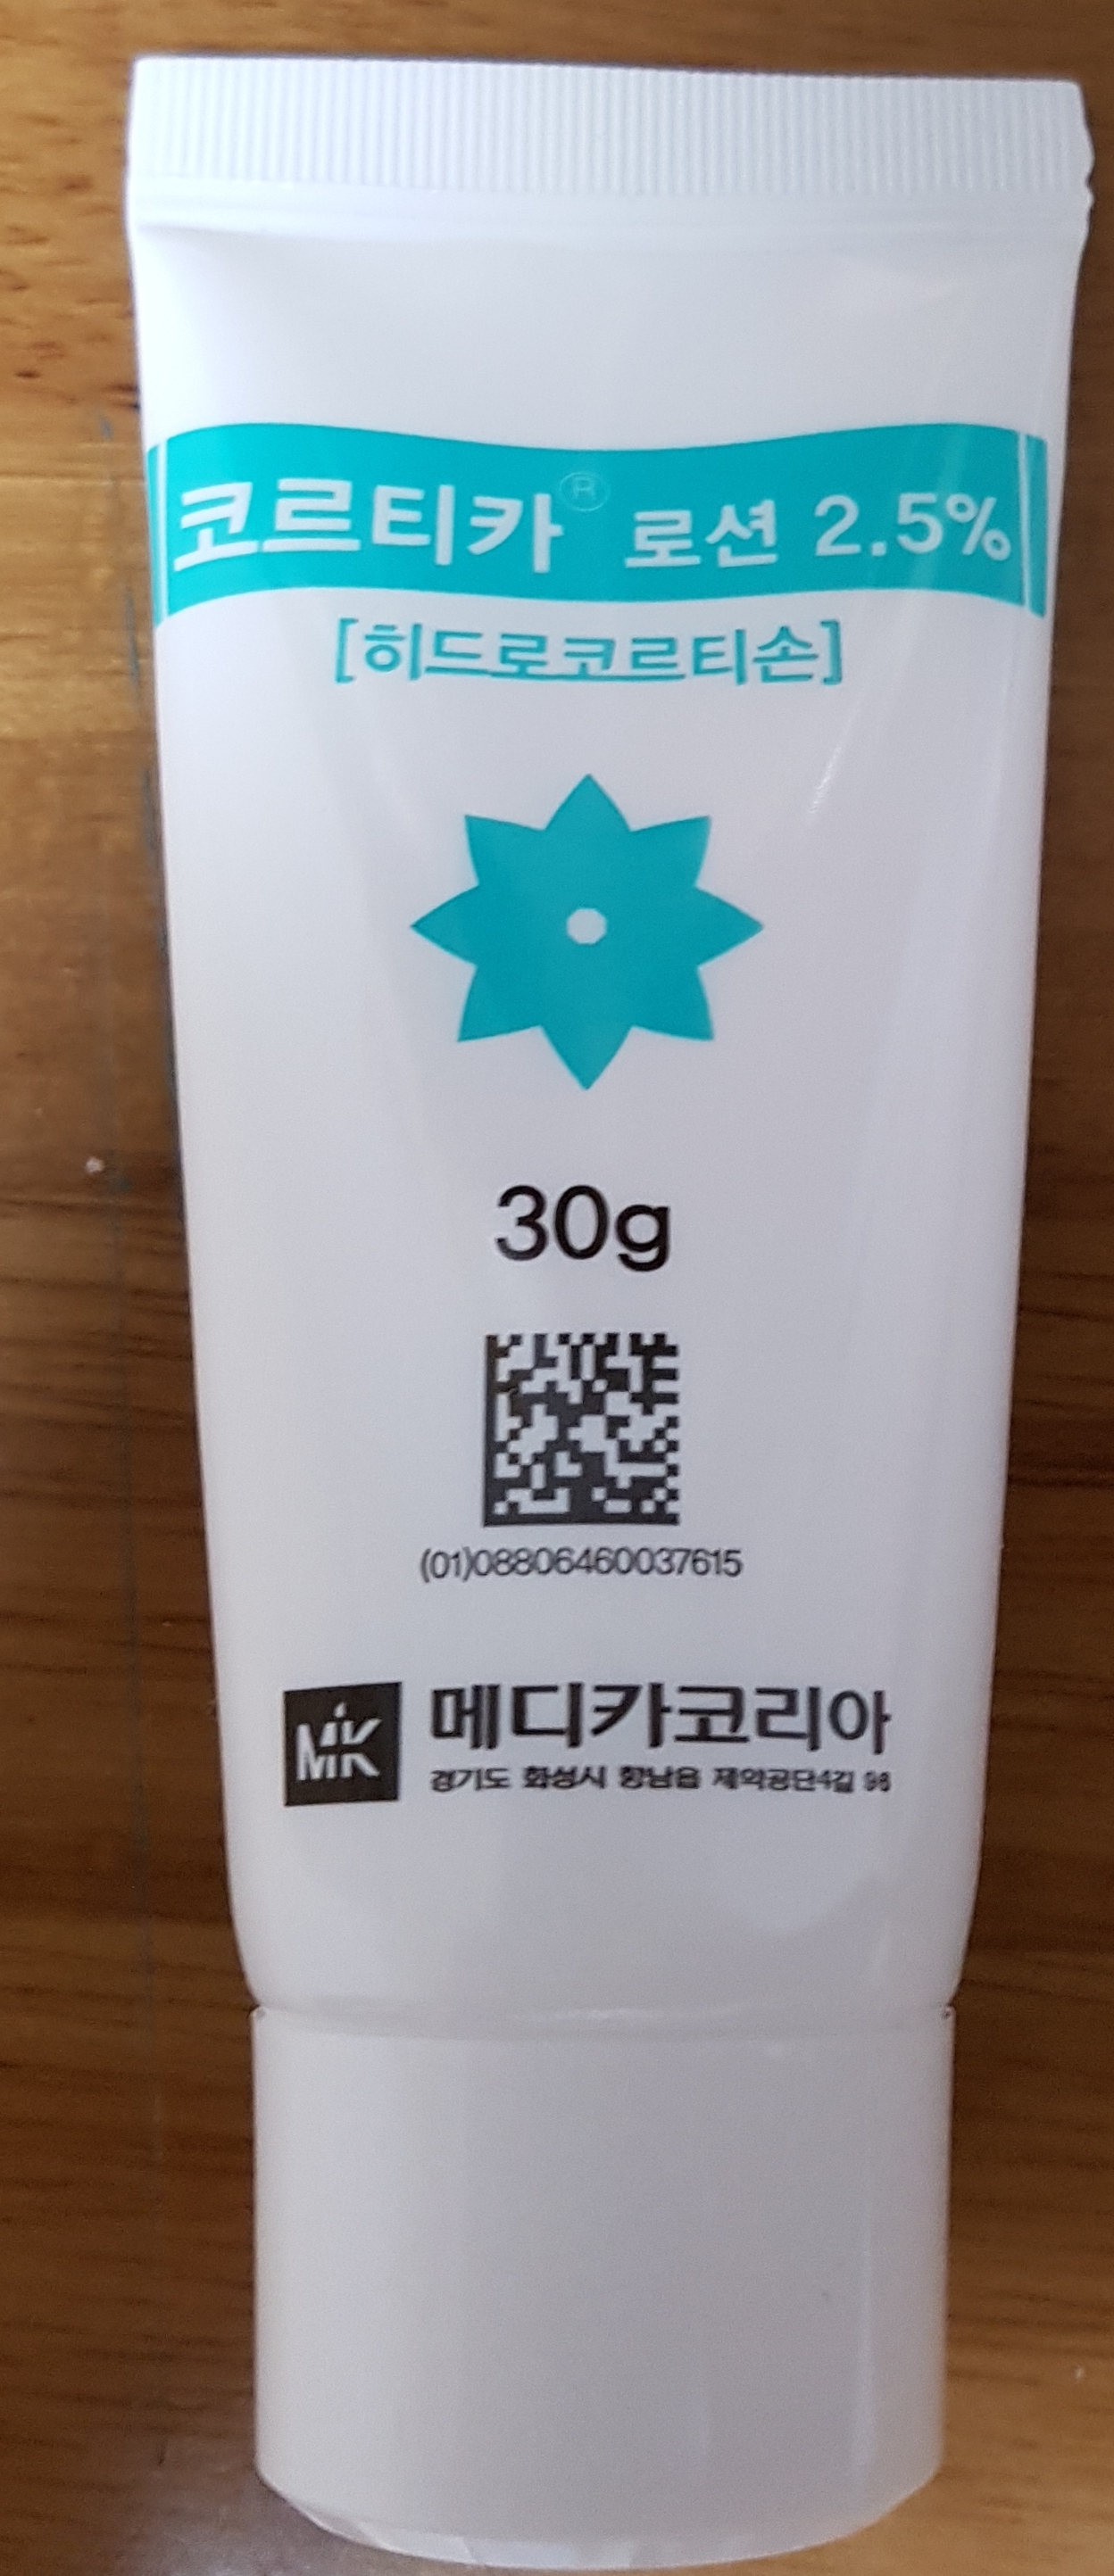 코르티카® 로션 2.5%
[히드로코르티손]
30g
(01)08806460037615
MK 메디카코리아
경기도 화성시 향남읍 제약공단4길 96